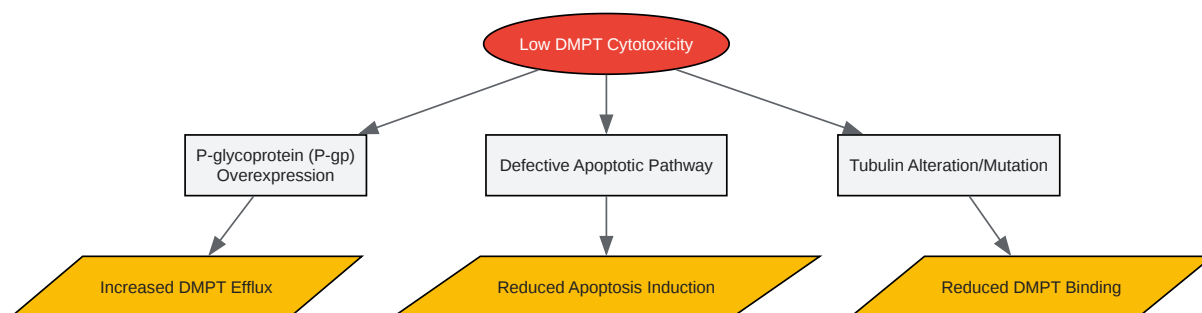 Low DMPT Cytotoxicity
P-glycoprotein (P-gp)
Overexpression
Defective Apoptotic Pathway
Tubulin Alteration/Mutation
Increased DMPT Efflux
Reduced Apoptosis Induction
Reduced DMPT Binding